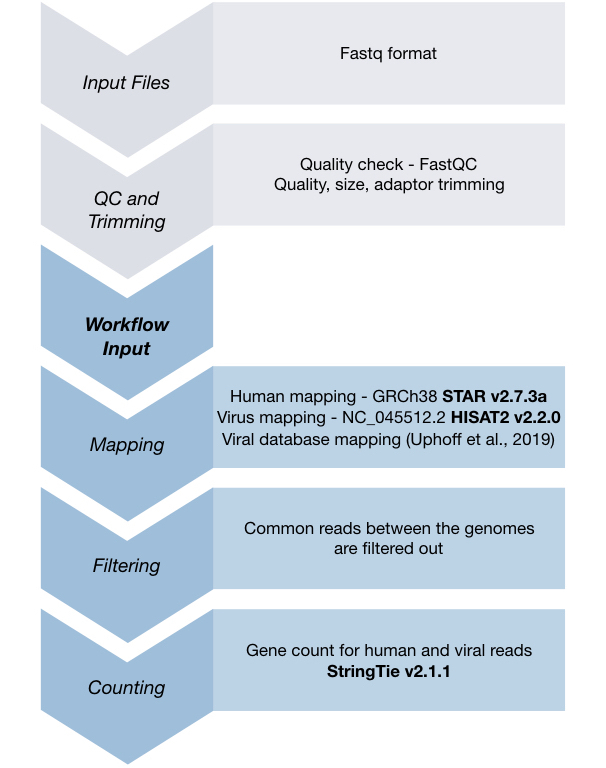 Input Files
Fastq format
QC and
Trimming
Quality check - FastQC
Quality, size, adaptor trimming
Workflow
Input
Mapping
Human mapping - GRCh38 STAR v2.7.3a
Virus mapping - NC_045512.2 HISAT2 v2.2.0
Viral database mapping (Uphoff et al., 2019)
Filtering
Common reads between the genomes
are filtered out
Counting
Gene count for human and viral reads
StringTie v2.1.1